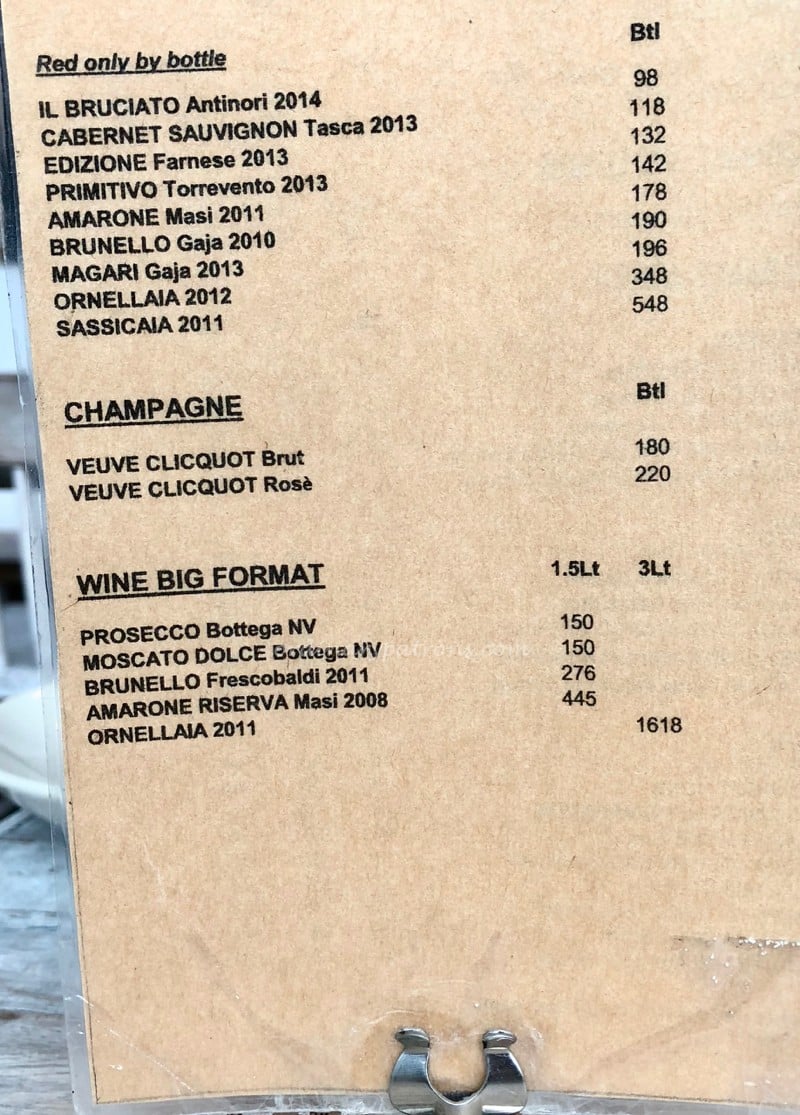 Btl
Red only by bottle
IL BRUCIATO Antinori 2014 98
CABERNET SAUVIGNON Tasca 2013 118
EDIZIONE Farnese 2013 132
PRIMITIVO Torrevento 2013 142
AMARONE Masi 2011 178
BRUNELLO Gaja 2010 190
MAGARI Gaja 2013 196
ORNELLAIA 2012 348
SASSICAIA 2011 548
CHAMPAGNE Btl
VEUVE CLICQUOT Brut 180
VEUVE CLICQUOT Rosè 220
WINE BIG FORMAT 1.5Lt 3Lt
PROSECCO Bottega NV 150
MOSCATO DOLCE Bottega NV 150
BRUNELLO Frescobaldi 2011 276
AMARONE RISERVA Masi 2008 445
ORNELLAIA 2011 1618